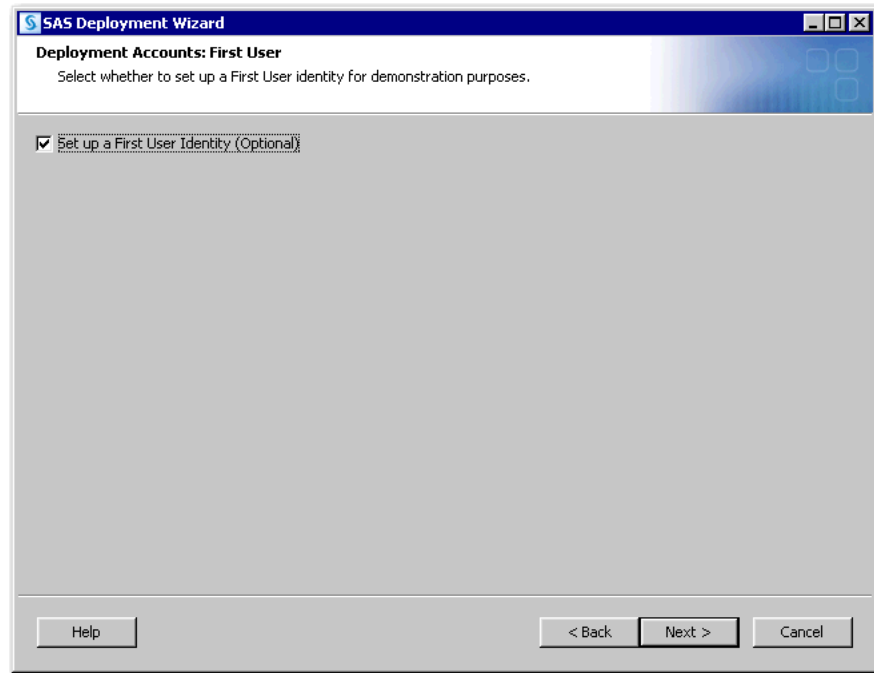 SAS Deployment Wizard
Deployment Accounts: First User
Select whether to set up a First User identity for demonstration purposes.
Set up a First User Identity (Optional)
Help
< Back
Next >
Cancel